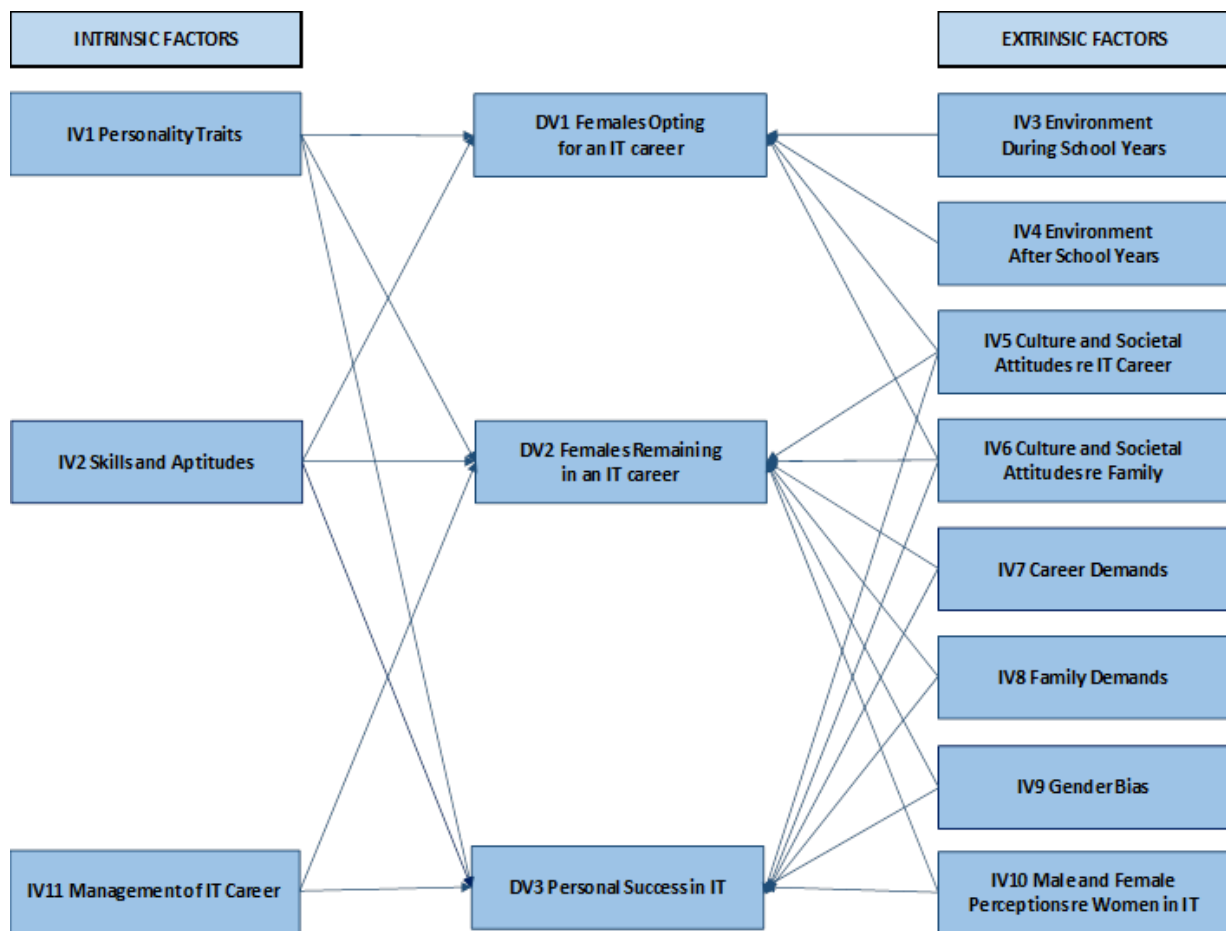 INTRINSIC FACTORS
EXTRINSIC FACTORS
IV1 Personality Traits
DV1 Females Opting
for an IT career
IV3 Environment
During School Years
IV4 Environment
After School Years
IV5 Culture and Societal
Attitudes re IT Career
IV2 Skills and Aptitudes
DV2 Females Remaining
in an IT career
IV6 Culture and Societal
Attitudes re Family
IV7 Career Demands
IV8 Family Demands
IV9 Gender Bias
IV11 Management of IT Career
DV3 Personal Success in IT
IV10 Male and Female
Perceptions re Women in IT